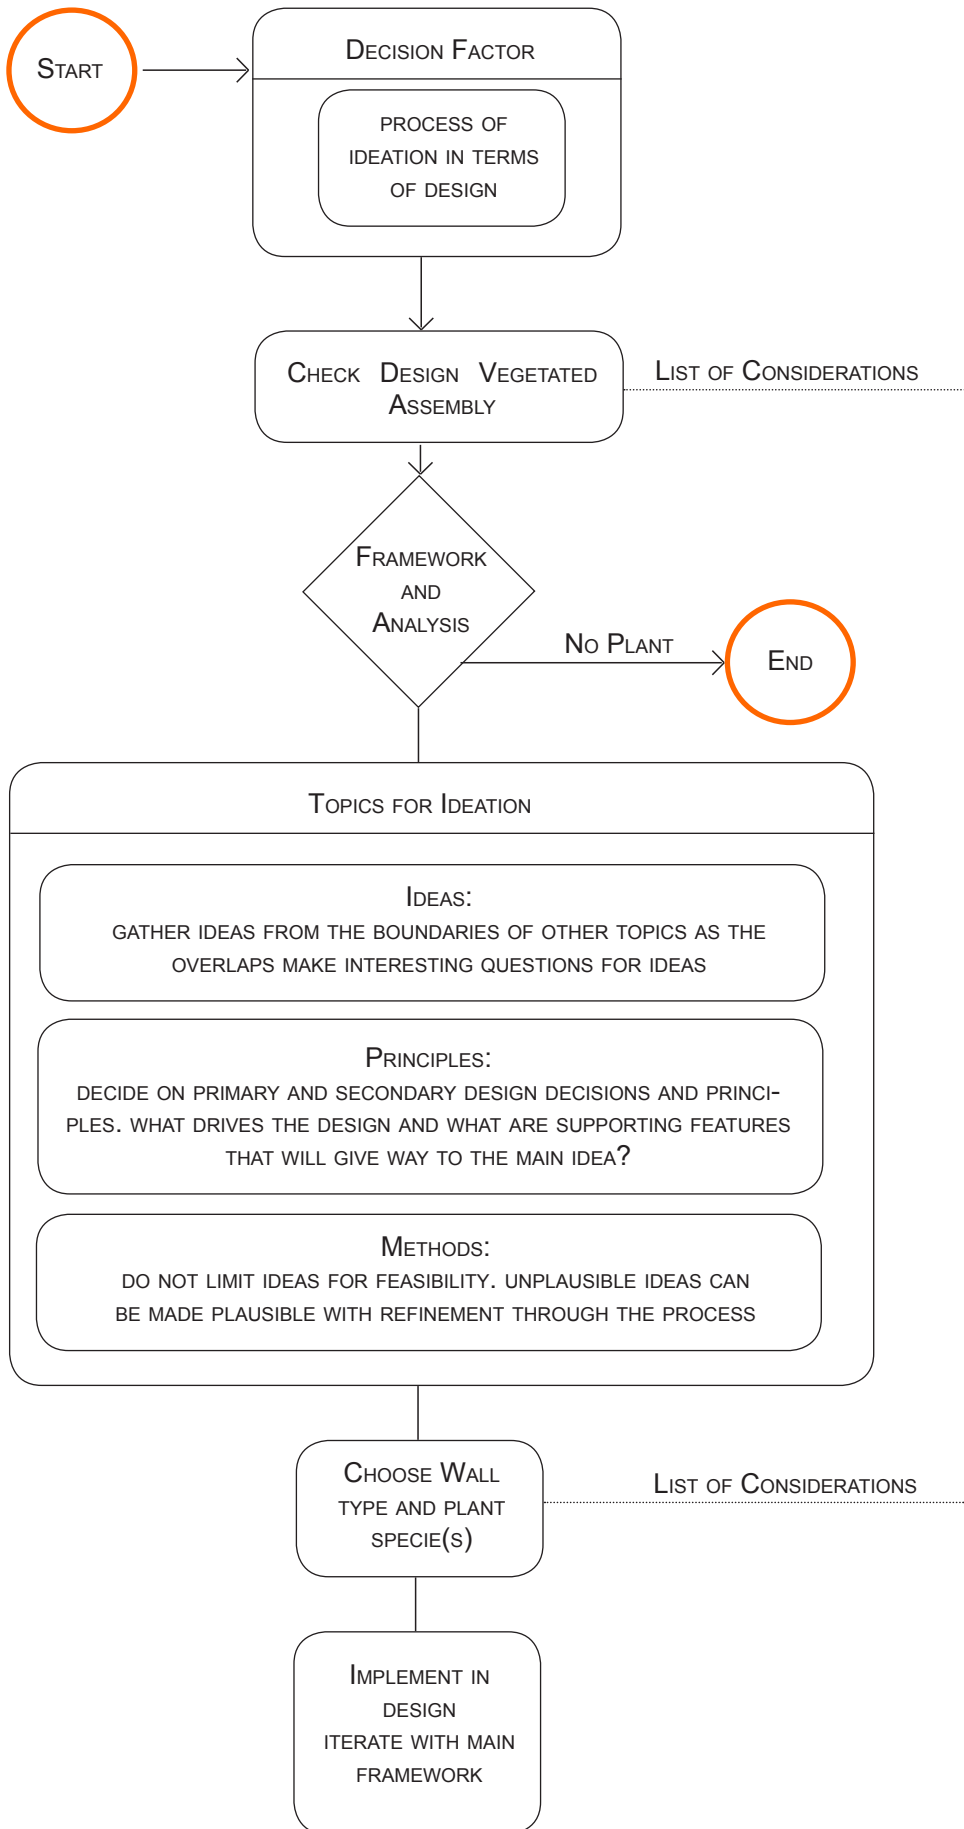 Start
Decision Factor
process of
ideation in terms
of design
Check Design Vegetated
Assembly
List of Considerations
Framework
and
Analysis
No Plant
End
Topics for Ideation
Ideas:
gather ideas from the boundaries of other topics as the
overlaps make interesting questions for ideas
Principles:
decide on primary and secondary design decisions and princi-
ples. what drives the design and what are supporting features
that will give way to the main idea?
Methods:
do not limit ideas for feasibility. unplausible ideas can
be made plausible with refinement through the process
Choose Wall
type and plant
specie(s)
List of Considerations
Implement in
design
iterate with main
framework